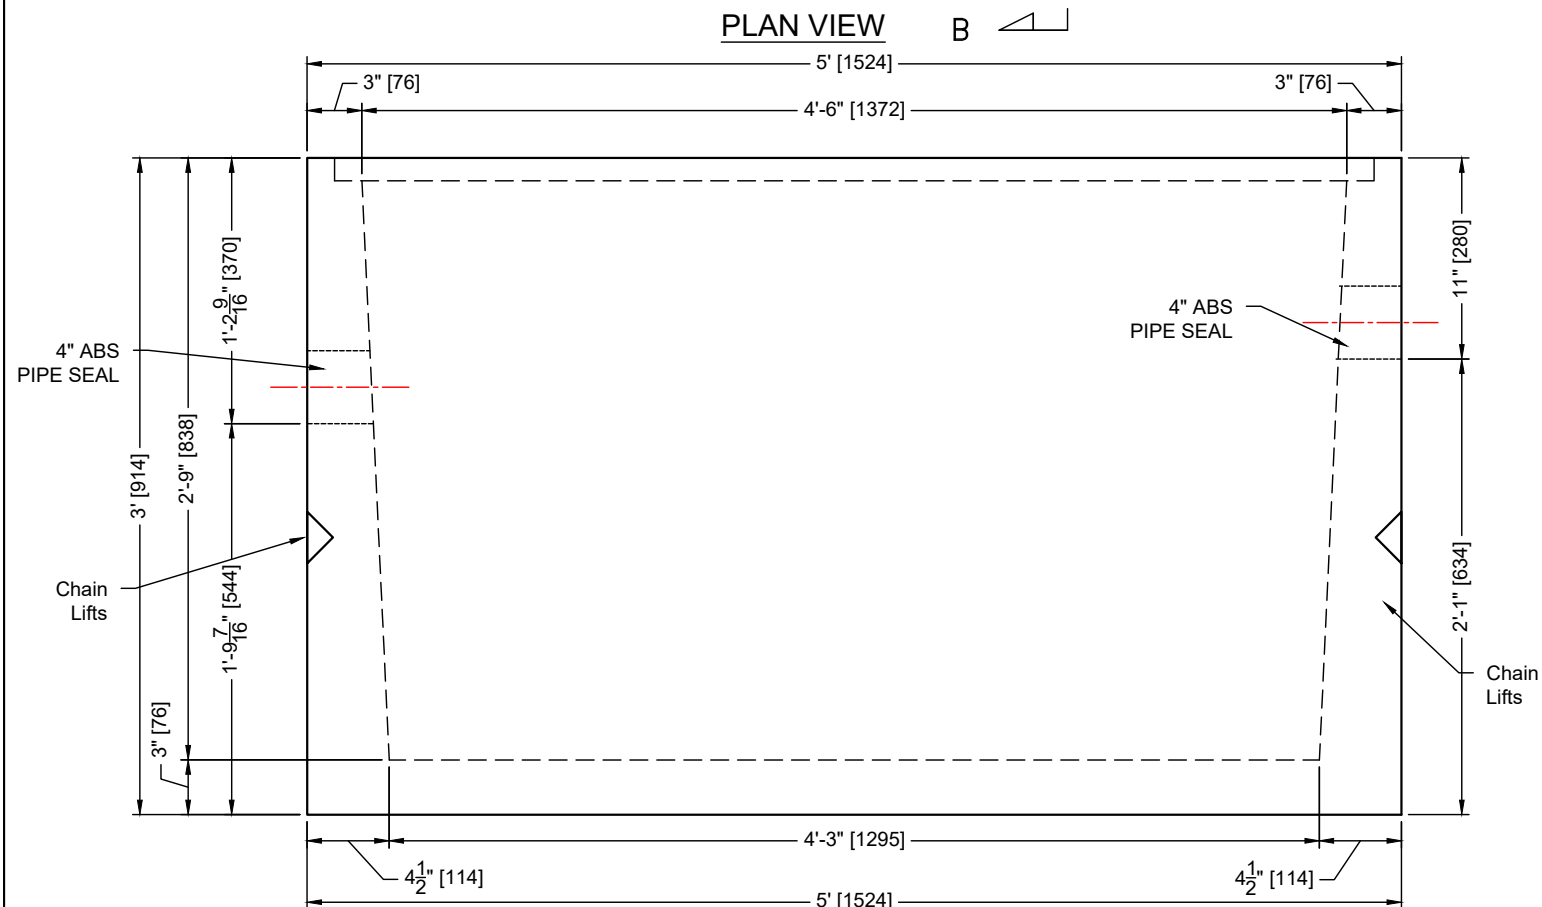 PLAN VIEW
B
5' [1524]
3" [76]
3" [76]
4'-6" [1372]
1'-2 9/16" [370]
11" [280]
4" ABS
PIPE SEAL
4" ABS
PIPE SEAL
3' [914]
2'-9" [838]
1'-9 7/16" [544]
2'-1" [634]
Chain
Lifts
Chain
Lifts
3" [76]
4'-3" [1295]
4 1/2" [114]
4 1/2" [114]
5' [1524]